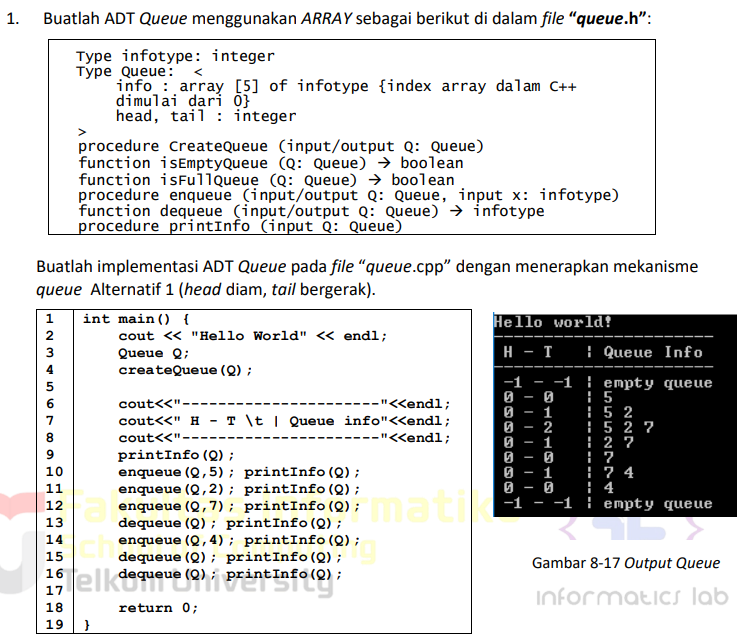 1. Buatlah ADT Queue menggunakan ARRAY sebagai berikut di dalam file “queue.h”:
Type infotype: integer
Type Queue: <
info : array [5] of infotype {index array dalam C++
dimulai dari 0}
head, tail : integer
>
procedure CreateQueue (input/output Q: Queue)
function isEmptyQueue (Q: Queue) → boolean
function isFullQueue (Q: Queue) → boolean
procedure enqueue (input/output Q: Queue, input x: infotype)
function dequeue (input/output Q: Queue) → infotype
procedure printInfo (input Q: Queue)
Buatlah implementasi ADT Queue pada file “queue.cpp” dengan menerapkan mekanisme
queue Alternatif 1 (head diam, tail bergerak).
1 int main() {
2 cout << "Hello World" << endl;
3 Queue Q;
4 createQueue(Q);
5
6 cout<<"----------------------"<<endl;
7 cout<<" H - T \t | Queue info"<<endl;
8 cout<<"----------------------"<<endl;
9 printInfo(Q);
10 enqueue(Q,5); printInfo(Q);
11 enqueue(Q,2); printInfo(Q);
12 enqueue(Q,7); printInfo(Q);
13 dequeue(Q); printInfo(Q);
14 enqueue(Q,4); printInfo(Q);
15 dequeue(Q); printInfo(Q);
16 dequeue(Q); printInfo(Q);
17
18 return 0;
19 }
Hello world!
----------------------
H - T | Queue Info
----------------------
-1 - -1 | empty queue
0 - 0 | 5
0 - 1 | 5 2
0 - 2 | 5 2 7
0 - 1 | 2 7
0 - 0 | 7
0 - 1 | 7 4
0 - 0 | 4
-1 - -1 | empty queue
Gambar 8-17 Output Queue
informatics lab
Telkom University